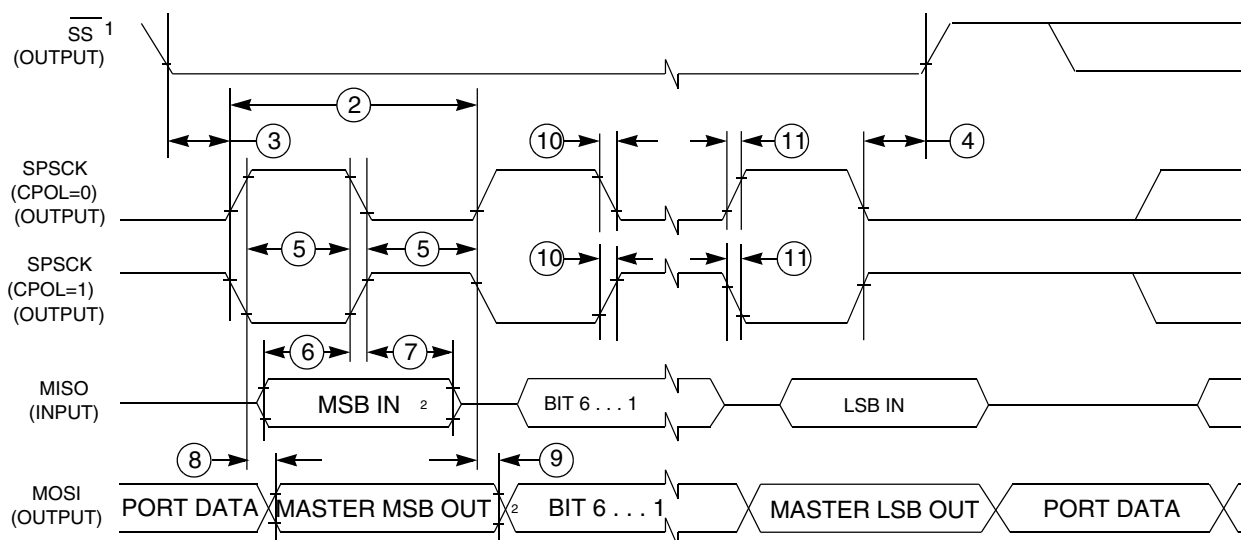 SS 1
(OUTPUT)
2
3
10
11
4
SPSCK
(CPOL=0)
(OUTPUT)
5
5
SPSCK
(CPOL=1)
(OUTPUT)
10
11
6
7
MISO
(INPUT)
MSB IN 2
BIT 6 . . . 1
LSB IN
8
9
MOSI
(OUTPUT)
PORT DATA
MASTER MSB OUT 2
BIT 6 . . . 1
MASTER LSB OUT
PORT DATA